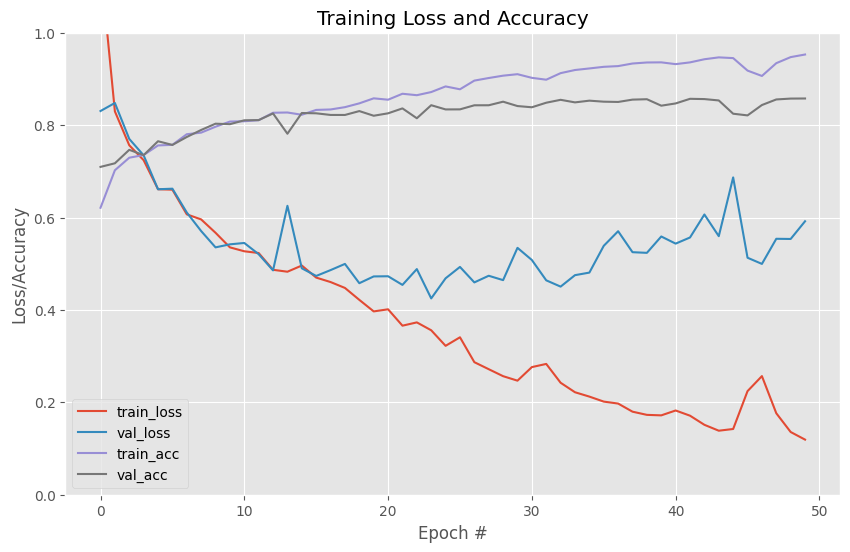 Training Loss and Accuracy
1.0
0.8
0.6
0.4
0.2
0.0
Loss/Accuracy
train_loss
val_loss
train_acc
val_acc
0 10 20 30 40 50
Epoch #